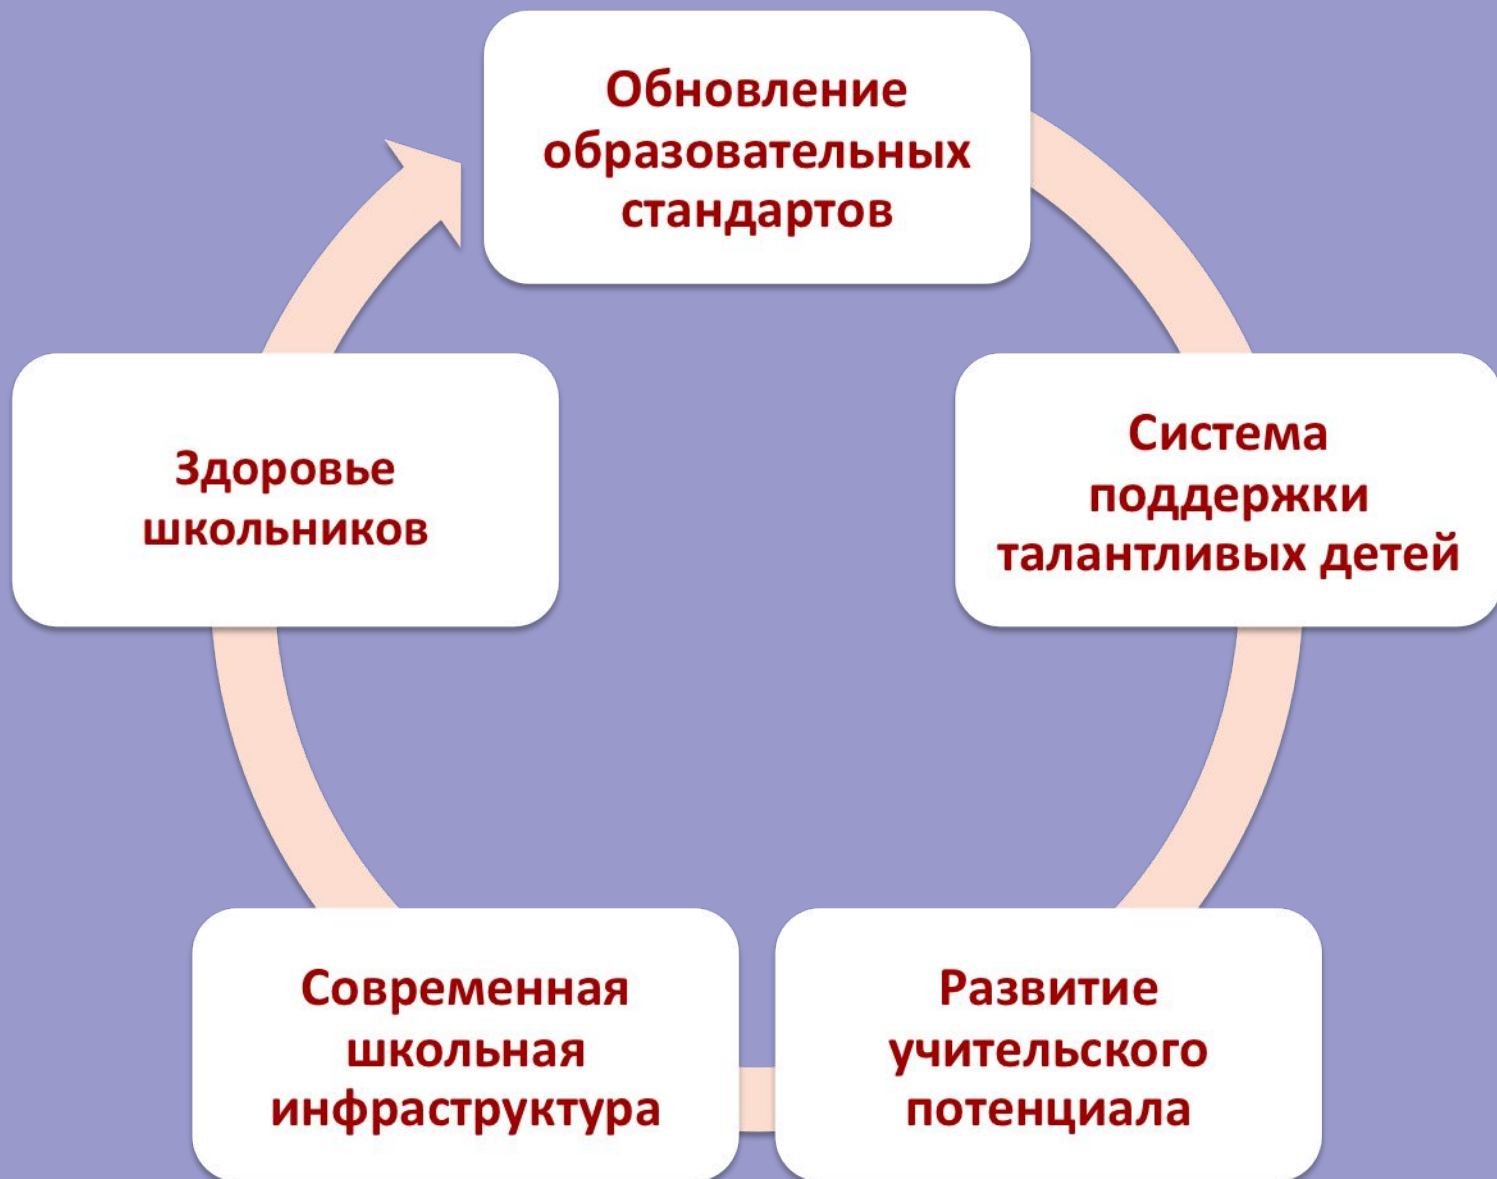 Обновление
образовательных
стандартов
Система
поддержки
талантливых детей
Развитие
учительского
потенциала
Современная
школьная
инфраструктура
Здоровье
школьников